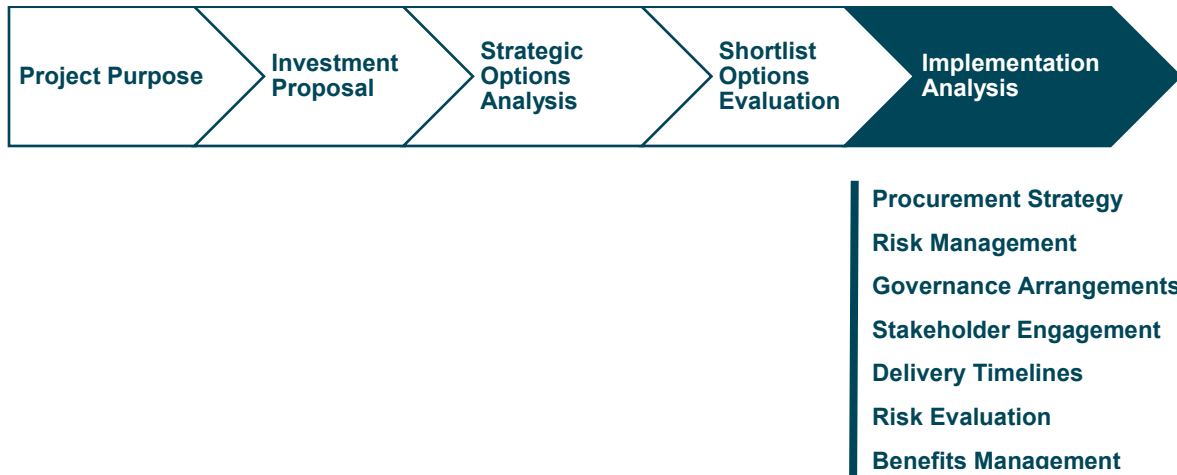 Project Purpose
Investment
Proposal
Strategic
Options
Analysis
Shortlist
Options
Evaluation
Implementation
Analysis
Procurement Strategy
Risk Management
Governance Arrangements
Stakeholder Engagement
Delivery Timelines
Risk Evaluation
Benefits Management